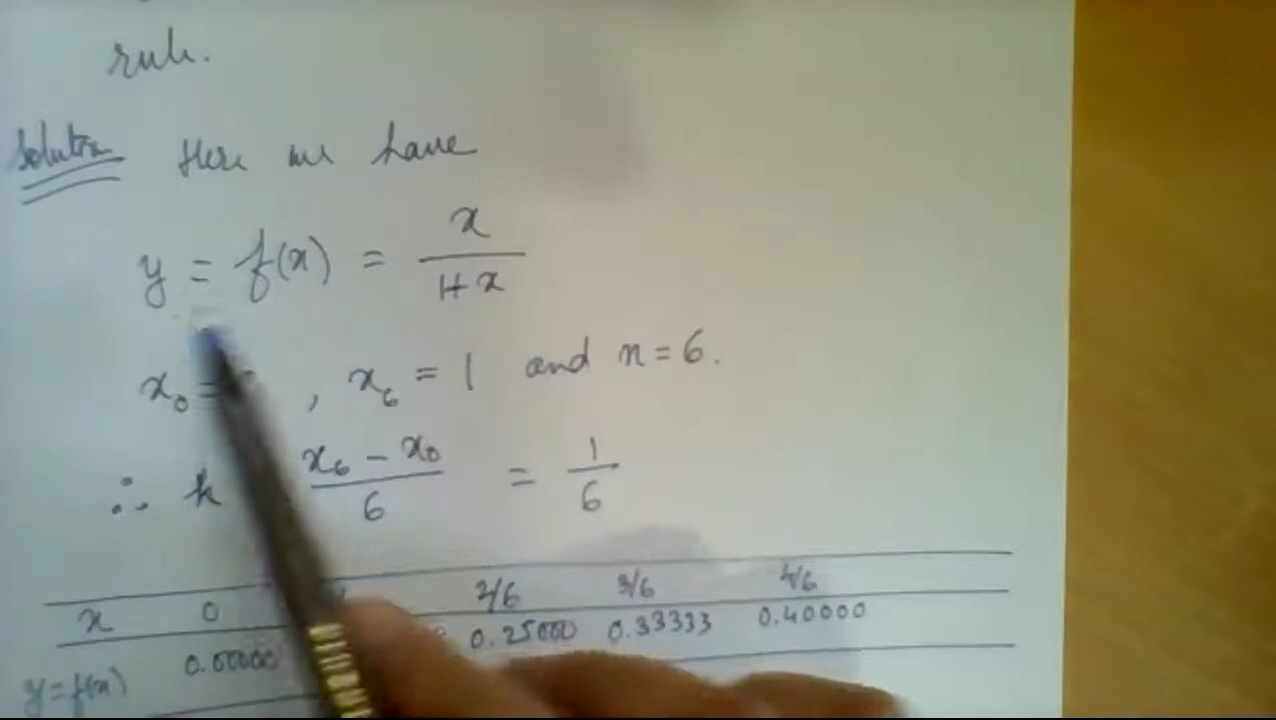 rule.
Solution Here we have
y = f(x) = x / 1+x
x₀ = , x₆ = 1 and n = 6.
∴ h x₆ - x₀ / 6 = 1 / 6
x 0 2/6 3/6 4/6
y = f(x) 0.00000 0.25000 0.33333 0.40000